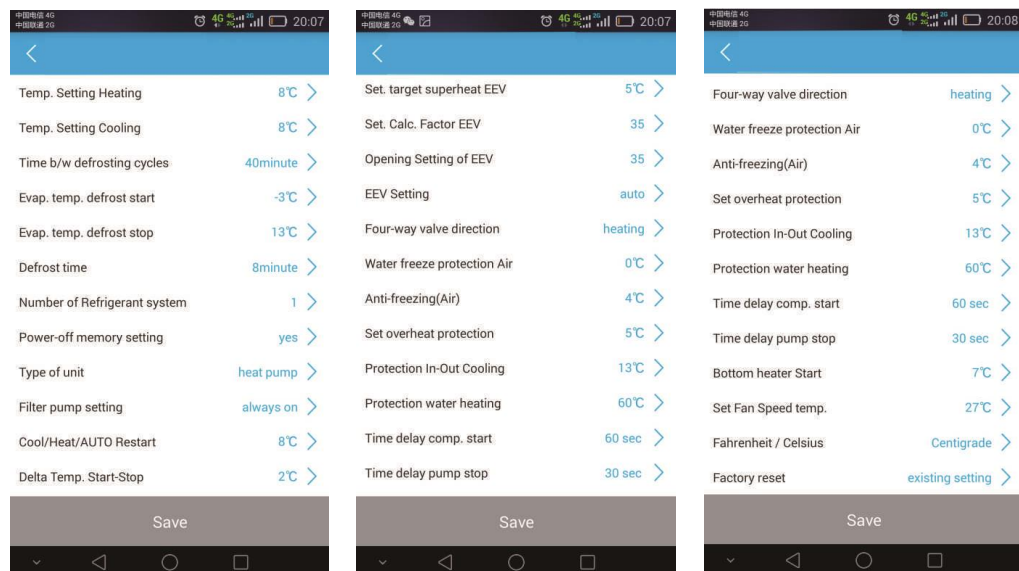 中国电信 4G
中国联通 2G
4G 4G 2G 2G 20:07
Temp. Setting Heating 8℃
Temp. Setting Cooling 8℃
Time b/w defrosting cycles 40minute
Evap. temp. defrost start -3℃
Evap. temp. defrost stop 13℃
Defrost time 8minute
Number of Refrigerant system 1
Power-off memory setting yes
Type of unit heat pump
Filter pump setting always on
Cool/Heat/AUTO Restart 8℃
Delta Temp. Start-Stop 2℃
Save
中国电信 4G
中国联通 2G
4G 4G 2G 2G 20:07
Set. target superheat EEV 5℃
Set. Calc. Factor EEV 35
Opening Setting of EEV 35
EEV Setting auto
Four-way valve direction heating
Water freeze protection Air 0℃
Anti-freezing(Air) 4℃
Set overheat protection 5℃
Protection In-Out Cooling 13℃
Protection water heating 60℃
Time delay comp. start 60 sec
Time delay pump stop 30 sec
Save
中国电信 4G
中国联通 2G
4G 4G 2G 2G 20:08
Four-way valve direction heating
Water freeze protection Air 0℃
Anti-freezing(Air) 4℃
Set overheat protection 5℃
Protection In-Out Cooling 13℃
Protection water heating 60℃
Time delay comp. start 60 sec
Time delay pump stop 30 sec
Bottom heater Start 7℃
Set Fan Speed temp. 27℃
Fahrenheit / Celsius Centigrade
Factory reset existing setting
Save